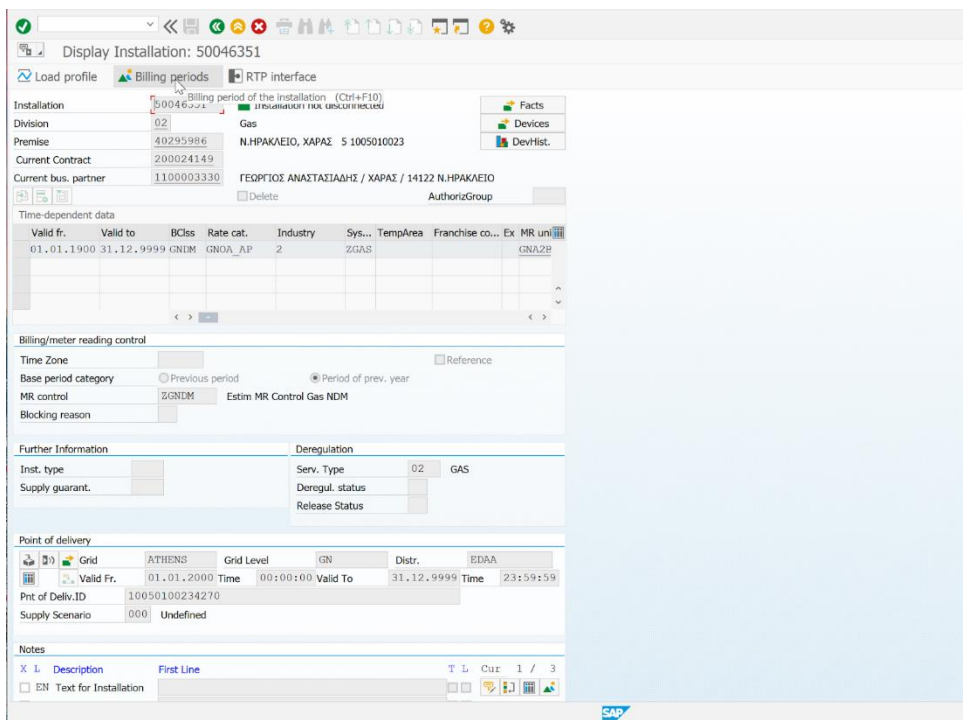 Display Installation: 50046351
Load profile Billing periods RTP interface
Billing period of the installation (Ctrl+F10)
Installation 50046351 Installation not disconnected Facts
Division 02 Gas Devices
Premise 40295986 Ν.ΗΡΑΚΛΕΙΟ, ΧΑΡΑΣ 5 1005010023 DevHist.
Current Contract 200024149
Current bus. partner 1100003330 ΓΕΩΡΓΙΟΣ ΑΝΑΣΤΑΣΙΑΔΗΣ / ΧΑΡΑΣ / 14122 Ν.ΗΡΑΚΛΕΙΟ
Delete AuthorizGroup
Time-dependent data
Valid fr. Valid to BClss Rate cat. Industry Sys... TempArea Franchise co... Ex MR uni
01.01.1900 31.12.9999 GNDM GNOA_AP 2 ZGAS GNA2B
Billing/meter reading control
Time Zone Reference
Base period category Previous period Period of prev. year
MR control ZGNDM Estim MR Control Gas NDM
Blocking reason
Further Information Deregulation
Inst. type Serv. Type 02 GAS
Supply guarant. Deregul. status
Release Status
Point of delivery
Grid ATHENS Grid Level GN Distr. EDAA
Valid Fr. 01.01.2000 Time 00:00:00 Valid To 31.12.9999 Time 23:59:59
Pnt of Deliv.ID 10050100234270
Supply Scenario 000 Undefined
Notes
X L Description First Line T L Cur 1 / 3
EN Text for Installation
SAP